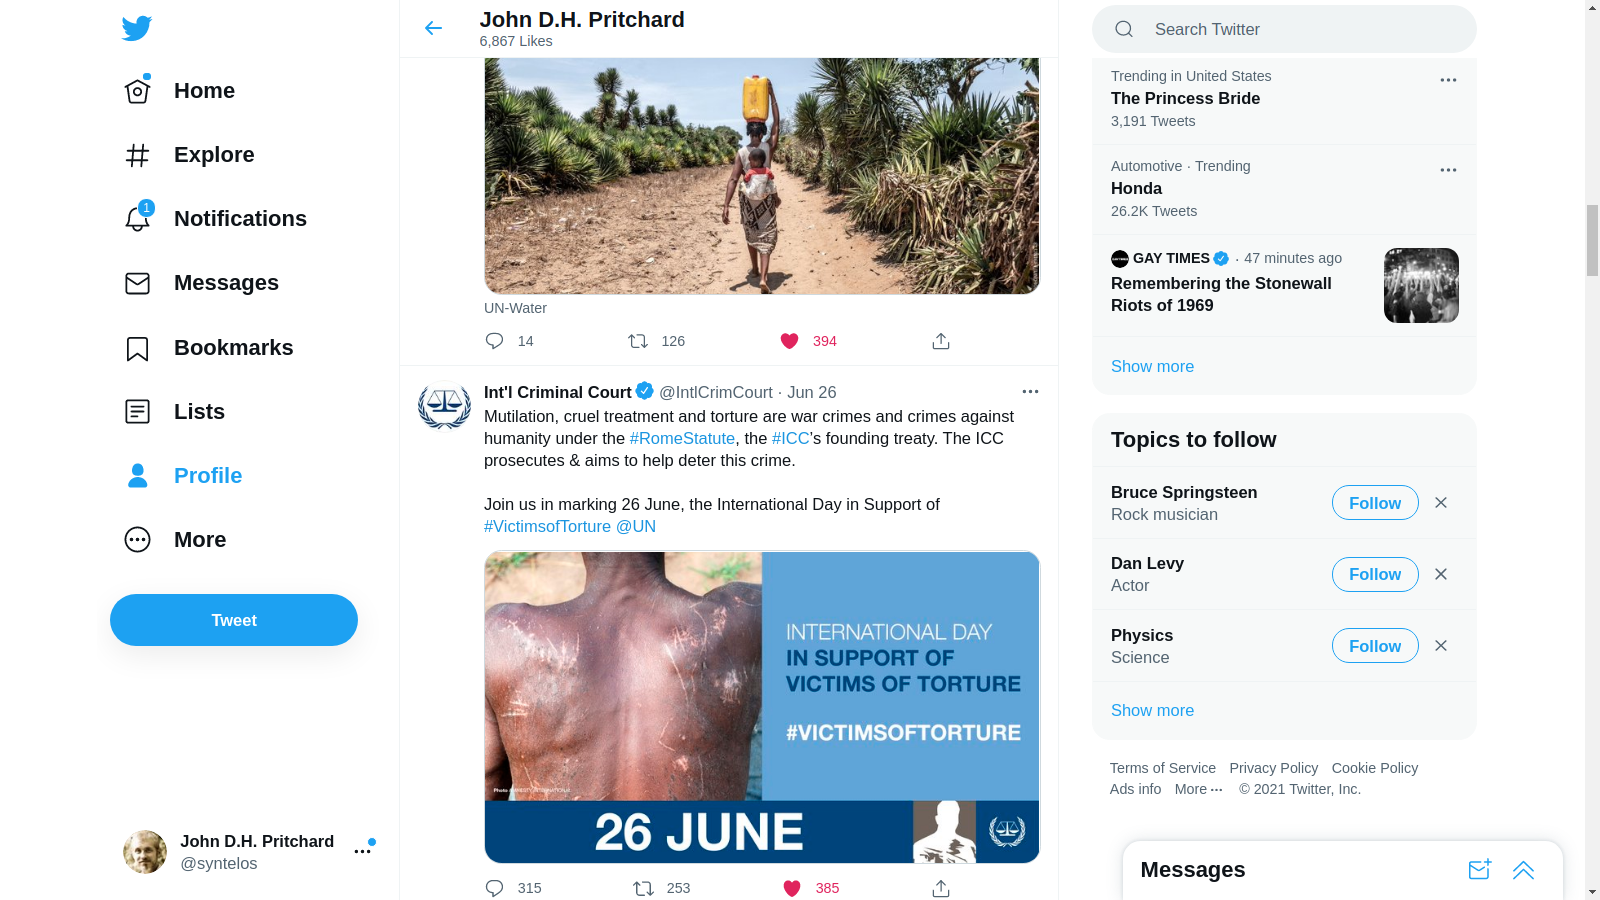 Home
Explore
1
Notifications
Messages
Bookmarks
Lists
Profile
More
Tweet
John D.H. Pritchard
@syntelos
John D.H. Pritchard
6,867 Likes
UN-Water
14 126 394
Int'l Criminal Court @IntlCrimCourt · Jun 26
Mutilation, cruel treatment and torture are war crimes and crimes against
humanity under the #RomeStatute, the #ICC's founding treaty. The ICC
prosecutes & aims to help deter this crime.
Join us in marking 26 June, the International Day in Support of
#VictimsofTorture @UN
INTERNATIONAL DAY
IN SUPPORT OF
VICTIMS OF TORTURE
#VICTIMSOFTORTURE
Photo ©AMNESTY INTERNATIONAL
26 JUNE
315 253 385
Search Twitter
Trending in United States
The Princess Bride
3,191 Tweets
Automotive · Trending
Honda
26.2K Tweets
GAY TIMES · 47 minutes ago
Remembering the Stonewall
Riots of 1969
Show more
Topics to follow
Bruce Springsteen
Rock musician
Follow
Dan Levy
Actor
Follow
Physics
Science
Follow
Show more
Terms of Service Privacy Policy Cookie Policy
Ads info More ··· © 2021 Twitter, Inc.
Messages